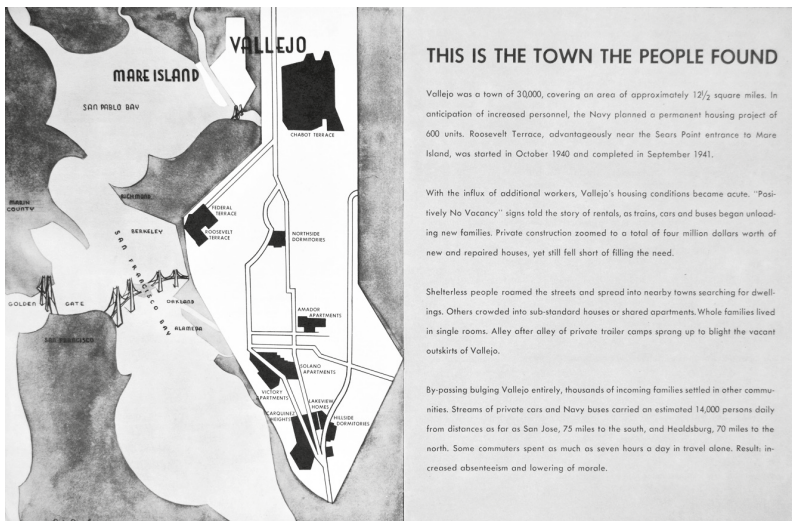 VALLEJO
MARE ISLAND
SAN PABLO BAY
CHABOT TERRACE
RICHMOND
MARIN
COUNTY
FEDERAL
TERRACE
ROOSEVELT
TERRACE
BERKELEY
NORTHSIDE
DORMITORIES
SAN FRANCISCO BAY
GOLDEN GATE
OAKLAND
ALAMEDA
AMADOR
APARTMENTS
SAN FRANCISCO
SOLANO
APARTMENTS
VICTORY
APARTMENTS
LAKEVIEW
HOMES
CARQUINEZ
HEIGHTS
HILLSIDE
DORMITORIES
THIS IS THE TOWN THE PEOPLE FOUND
Vallejo was a town of 30,000, covering an area of approximately 12½ square miles. In
anticipation of increased personnel, the Navy planned a permanent housing project of
600 units. Roosevelt Terrace, advantageously near the Sears Point entrance to Mare
Island, was started in October 1940 and completed in September 1941.
With the influx of additional workers, Vallejo's housing conditions became acute. "Posi-
tively No Vacancy" signs told the story of rentals, as trains, cars and buses began unload-
ing new families. Private construction zoomed to a total of four million dollars worth of
new and repaired houses, yet still fell short of filling the need.
Shelterless people roamed the streets and spread into nearby towns searching for dwell-
ings. Others crowded into sub-standard houses or shared apartments. Whole families lived
in single rooms. Alley after alley of private trailer camps sprang up to blight the vacant
outskirts of Vallejo.
By-passing bulging Vallejo entirely, thousands of incoming families settled in other commu-
nities. Streams of private cars and Navy buses carried an estimated 14,000 persons daily
from distances as far as San Jose, 75 miles to the south, and Healdsburg, 70 miles to the
north. Some commuters spent as much as seven hours a day in travel alone. Result: in-
creased absenteeism and lowering of morale.